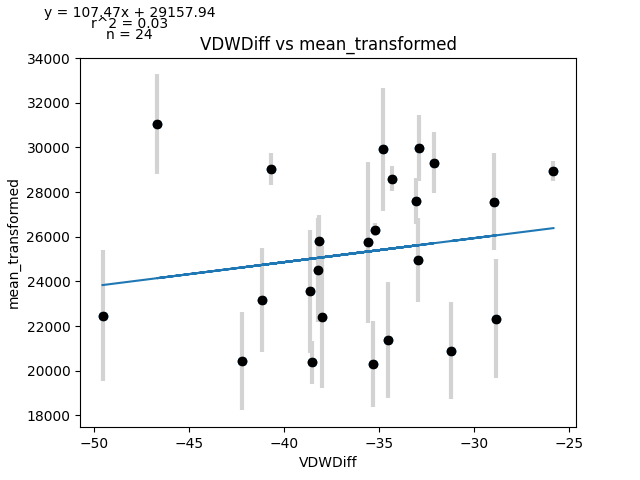 y = 107.47x + 29157.94
r^2 = 0.03
n = 24
VDWDiff vs mean_transformed
mean_transformed
34000
32000
30000
28000
26000
24000
22000
20000
18000
−50
−45
−40
−35
−30
−25
VDWDiff